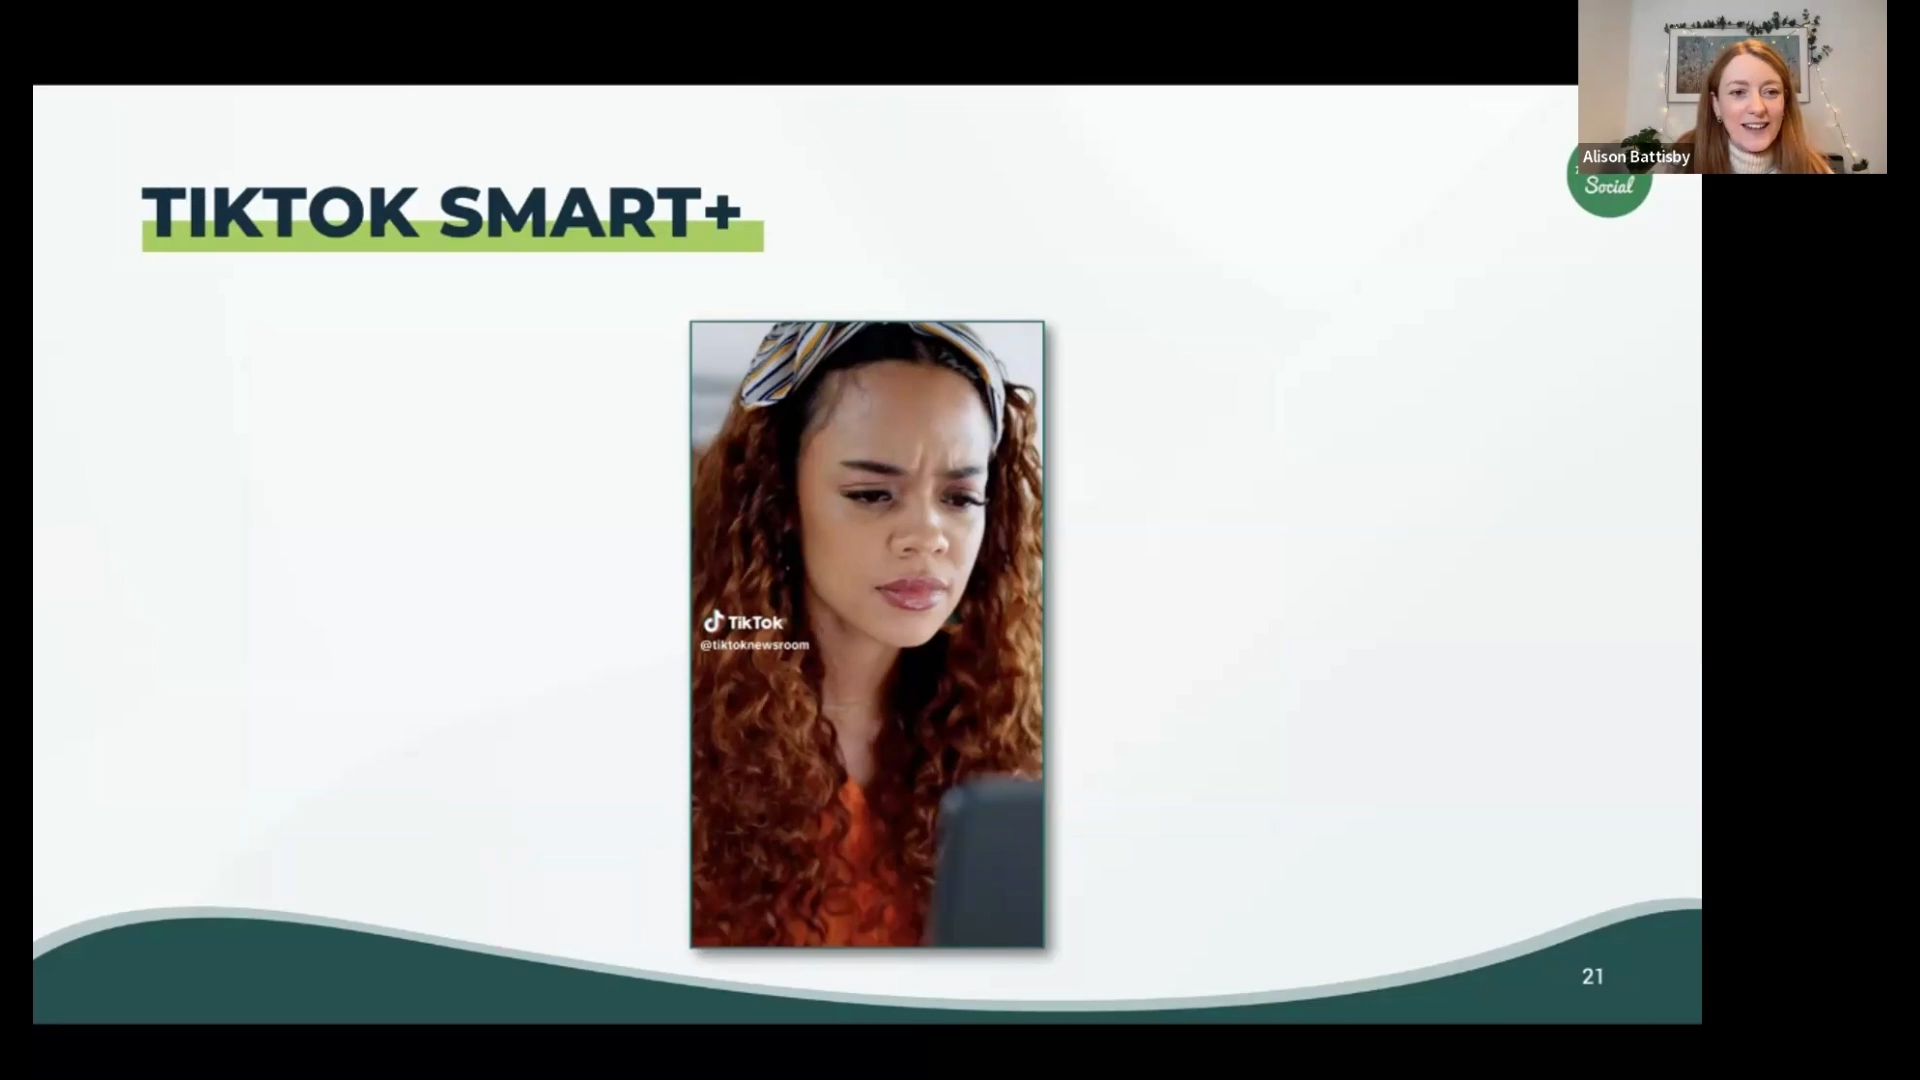 Alison Battisby
Social
TIKTOK SMART+
TikTok
@tiktoknewsroom
21